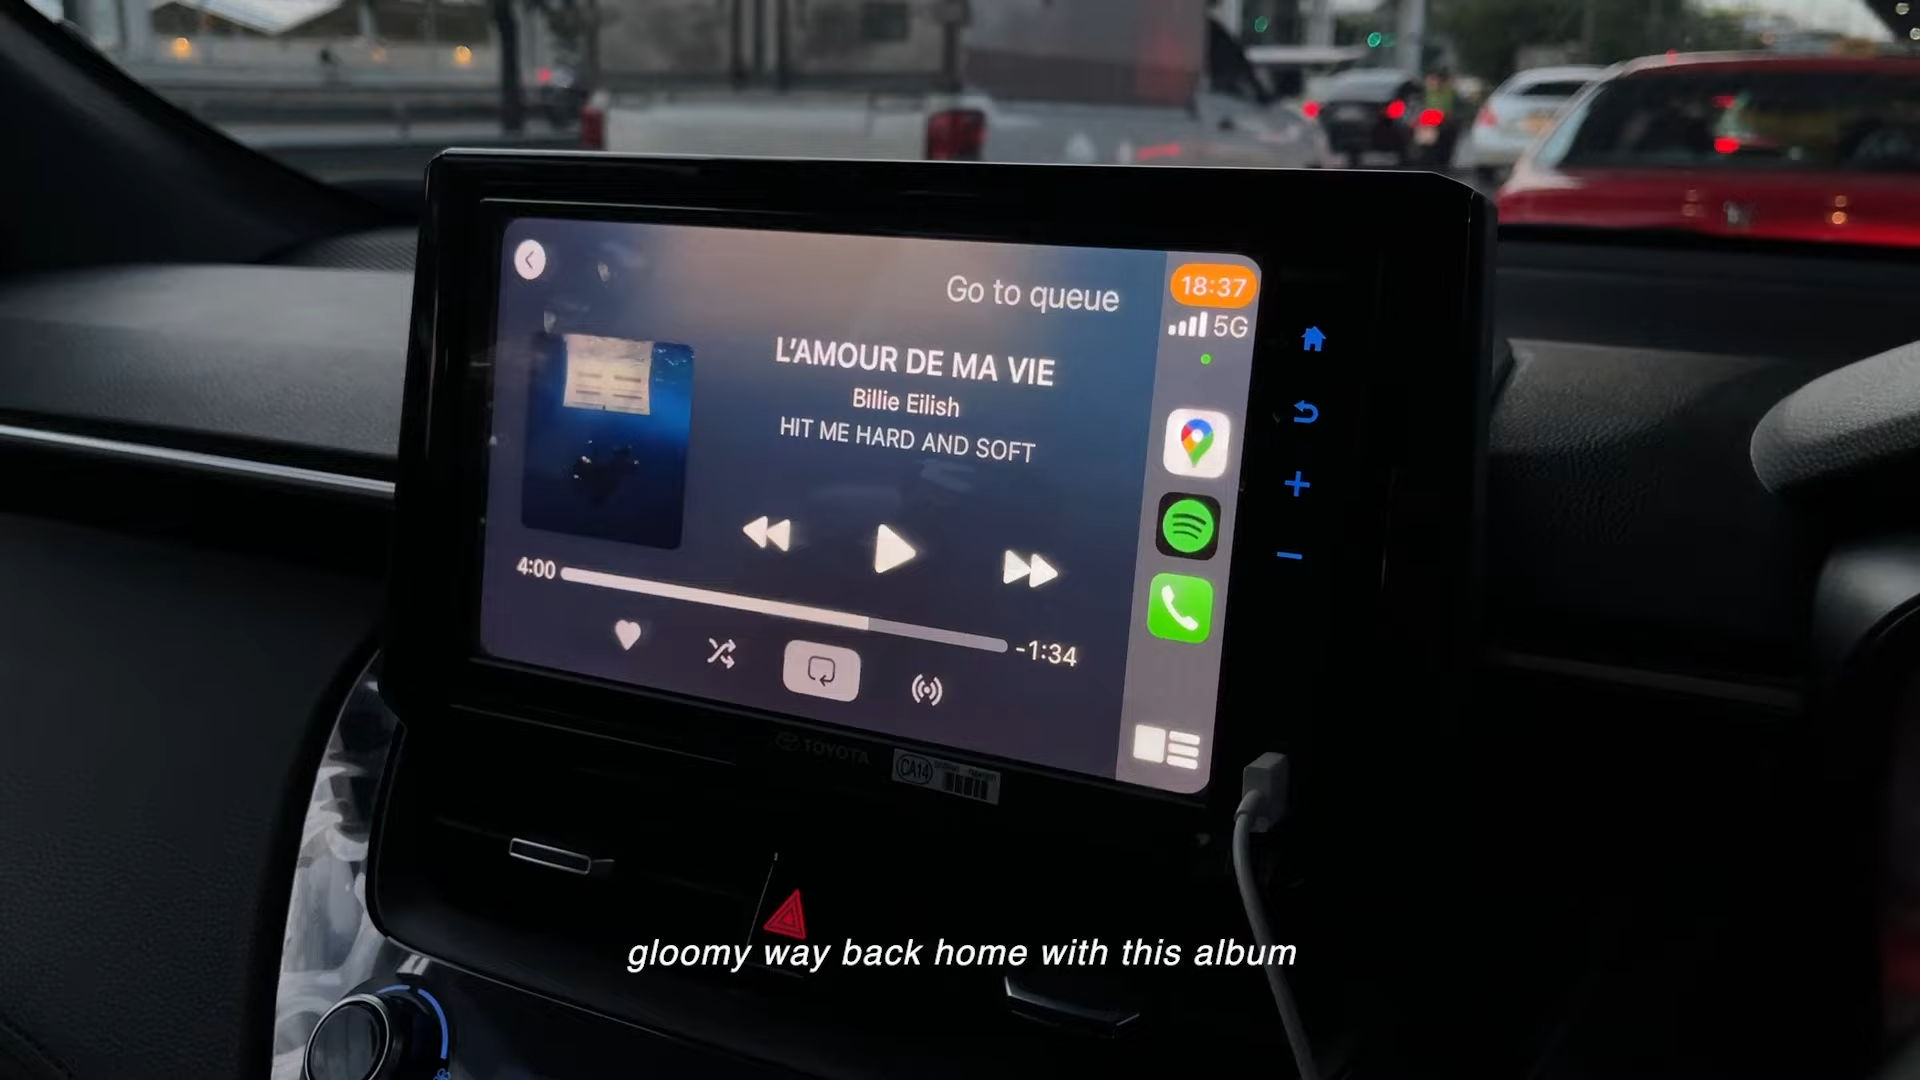 Go to queue
18:37
5G
L'AMOUR DE MA VIE
Billie Eilish
HIT ME HARD AND SOFT
4:00
-1:34
TOYOTA
CA14
gloomy way back home with this album